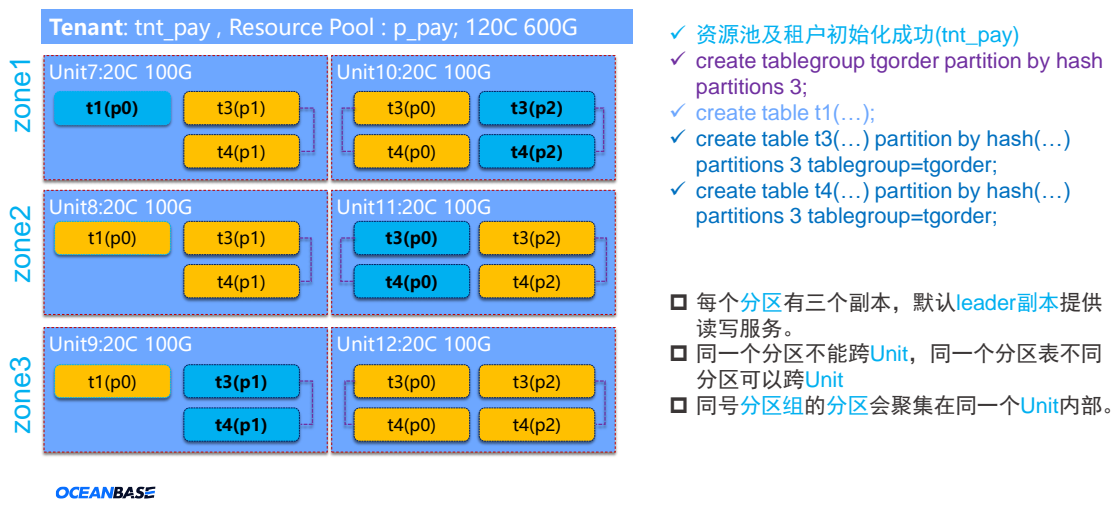 Tenant: tnt_pay , Resource Pool : p_pay; 120C 600G
zone1
Unit7:20C 100G
t1(p0)
t3(p1)
t4(p1)
Unit10:20C 100G
t3(p0)
t3(p2)
t4(p0)
t4(p2)
zone2
Unit8:20C 100G
t1(p0)
t3(p1)
t4(p1)
Unit11:20C 100G
t3(p0)
t3(p2)
t4(p0)
t4(p2)
zone3
Unit9:20C 100G
t1(p0)
t3(p1)
t4(p1)
Unit12:20C 100G
t3(p0)
t3(p2)
t4(p0)
t4(p2)
OCEANBASE
✓ 资源池及租户初始化成功(tnt_pay)
✓ create tablegroup tgorder partition by hash
partitions 3;
✓ create table t1(…);
✓ create table t3(…) partition by hash(…)
partitions 3 tablegroup=tgorder;
✓ create table t4(…) partition by hash(…)
partitions 3 tablegroup=tgorder;
每个分区有三个副本，默认leader副本提供
读写服务。
同一个分区不能跨Unit，同一个分区表不同
分区可以跨Unit
同号分区组的分区会聚集在同一个Unit内部。